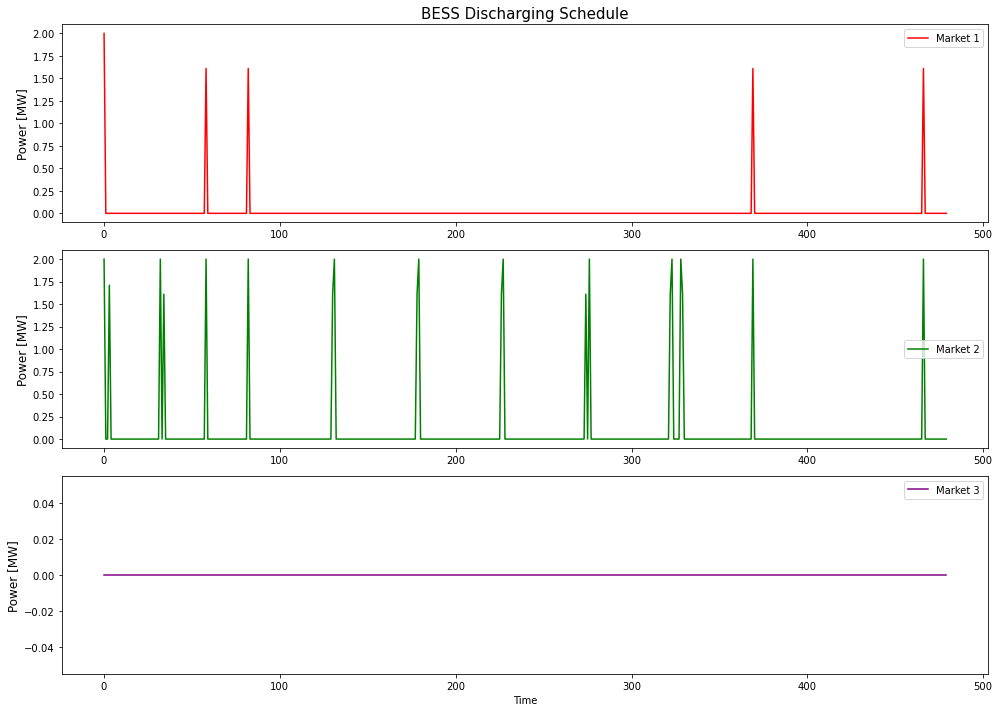 BESS Discharging Schedule
Market 1
Power [MW]
2.00
1.75
1.50
1.25
1.00
0.75
0.50
0.25
0.00
0 100 200 300 400 500
Market 2
Power [MW]
2.00
1.75
1.50
1.25
1.00
0.75
0.50
0.25
0.00
0 100 200 300 400 500
Market 3
Power [MW]
0.04
0.02
0.00
−0.02
−0.04
0 100 200 300 400 500
Time